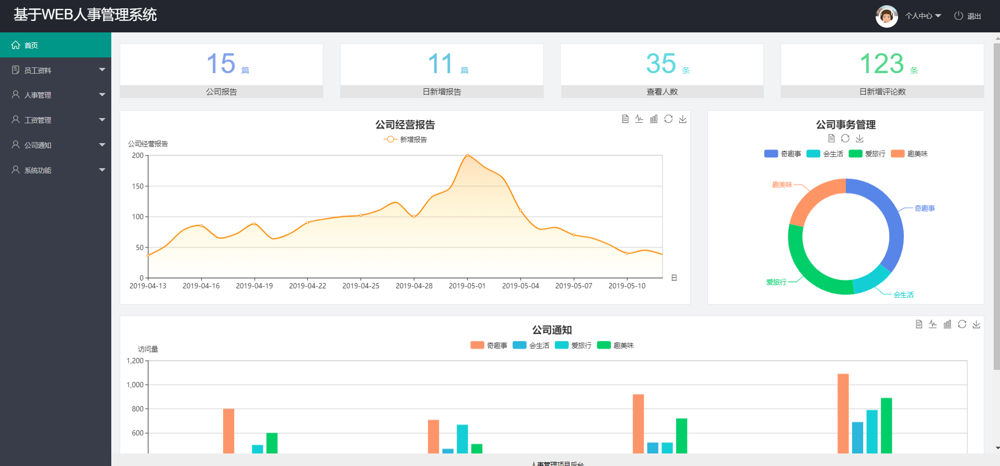 基于WEB人事管理系统
个人中心
退出
首页
员工资料
人事管理
工资管理
公司通知
系统功能
15 篇
公司报告
11 篇
日新增报告
35 条
查看人数
123 条
日新增评论数
公司经营报告
新增报告
公司经营报告
200
150
100
50
0
2019-04-13 2019-04-16 2019-04-19 2019-04-22 2019-04-25 2019-04-28 2019-05-01 2019-05-04 2019-05-07 2019-05-10
日
公司事务管理
奇趣事 会生活 爱旅行 趣美味
趣美味
奇趣事
爱旅行
会生活
公司通知
奇趣事 会生活 爱旅行 趣美味
访问量
1,200
1,000
800
600
人事管理项目后台